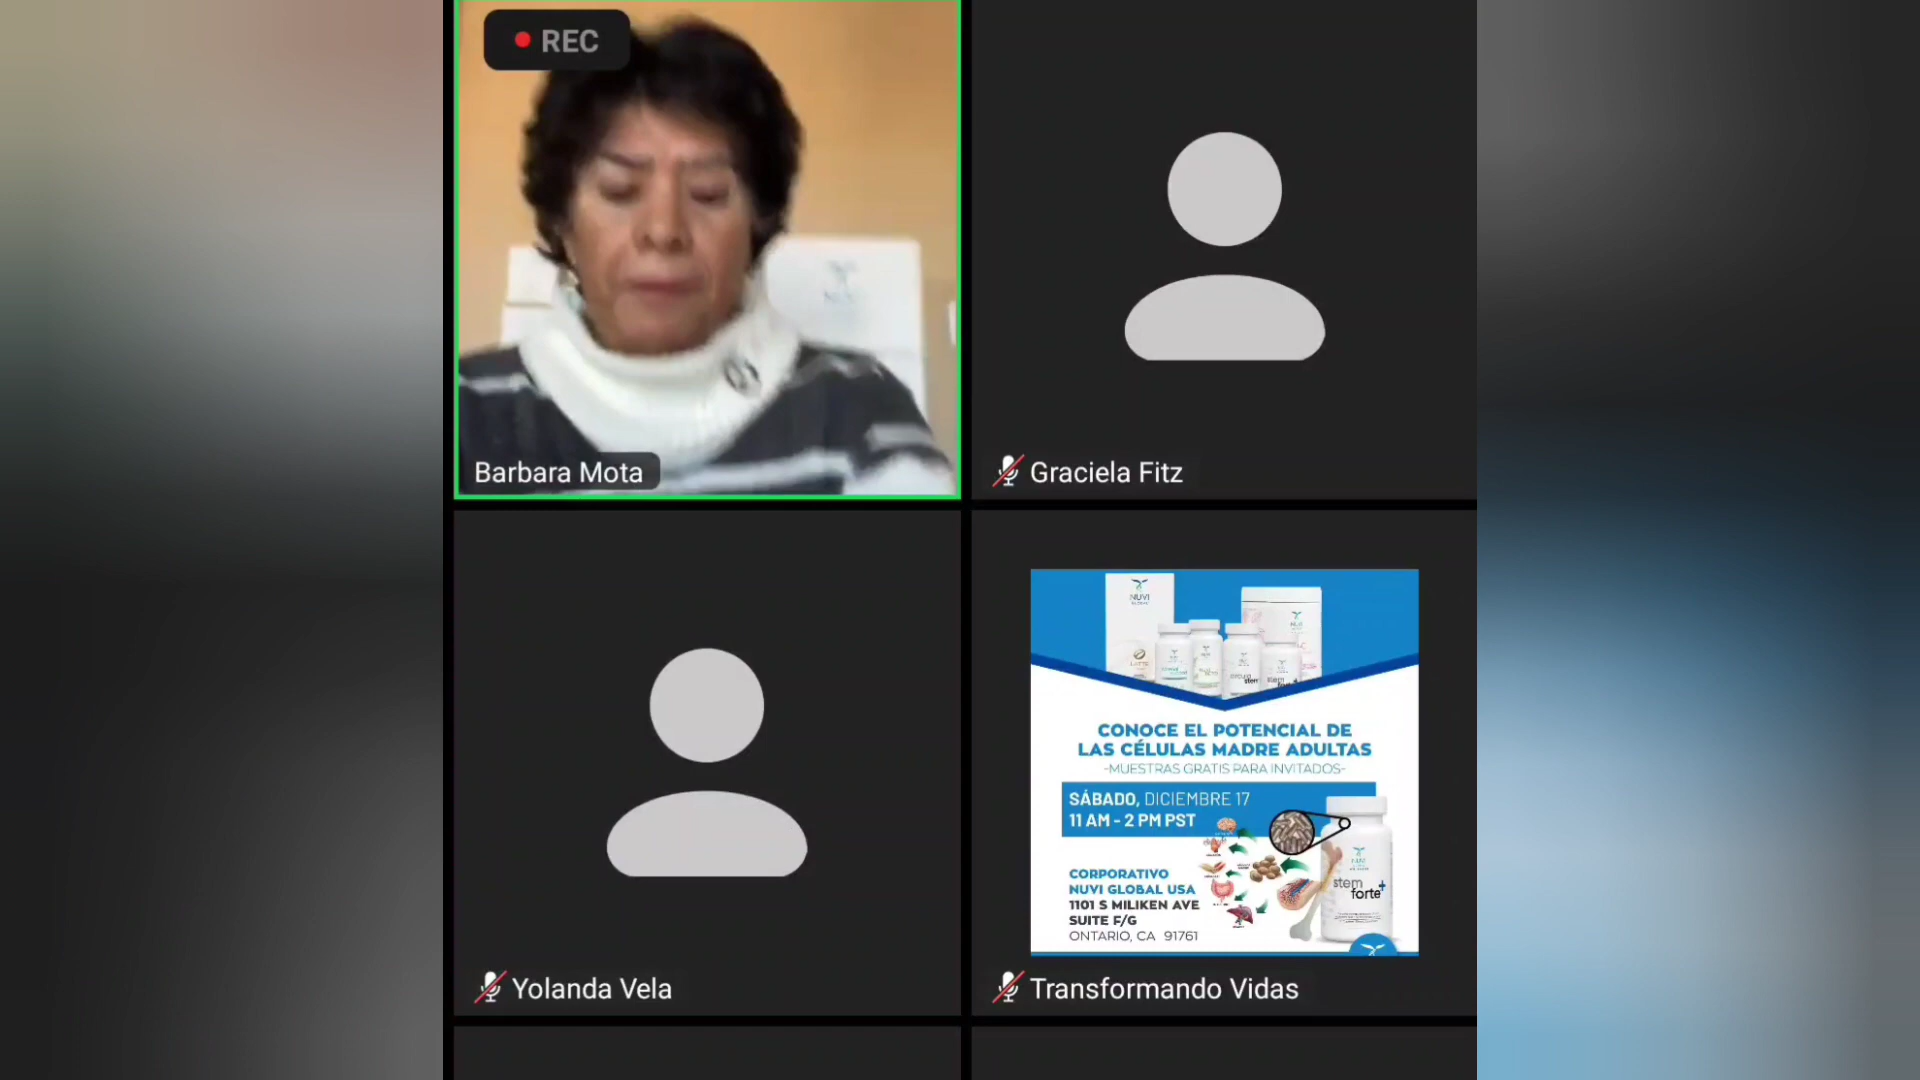 REC
Barbara Mota
Graciela Fitz
Yolanda Vela
NUVI
CONOCE EL POTENCIAL DE
LAS CÉLULAS MADRE ADULTAS
-MUESTRAS GRATIS PARA INVITADOS-
SÁBADO, DICIEMBRE 17
11 AM - 2 PM PST
CORPORATIVO
NUVI GLOBAL USA
1101 S MILIKEN AVE
SUITE F/G
ONTARIO, CA 91761
stem
forte+
Transformando Vidas